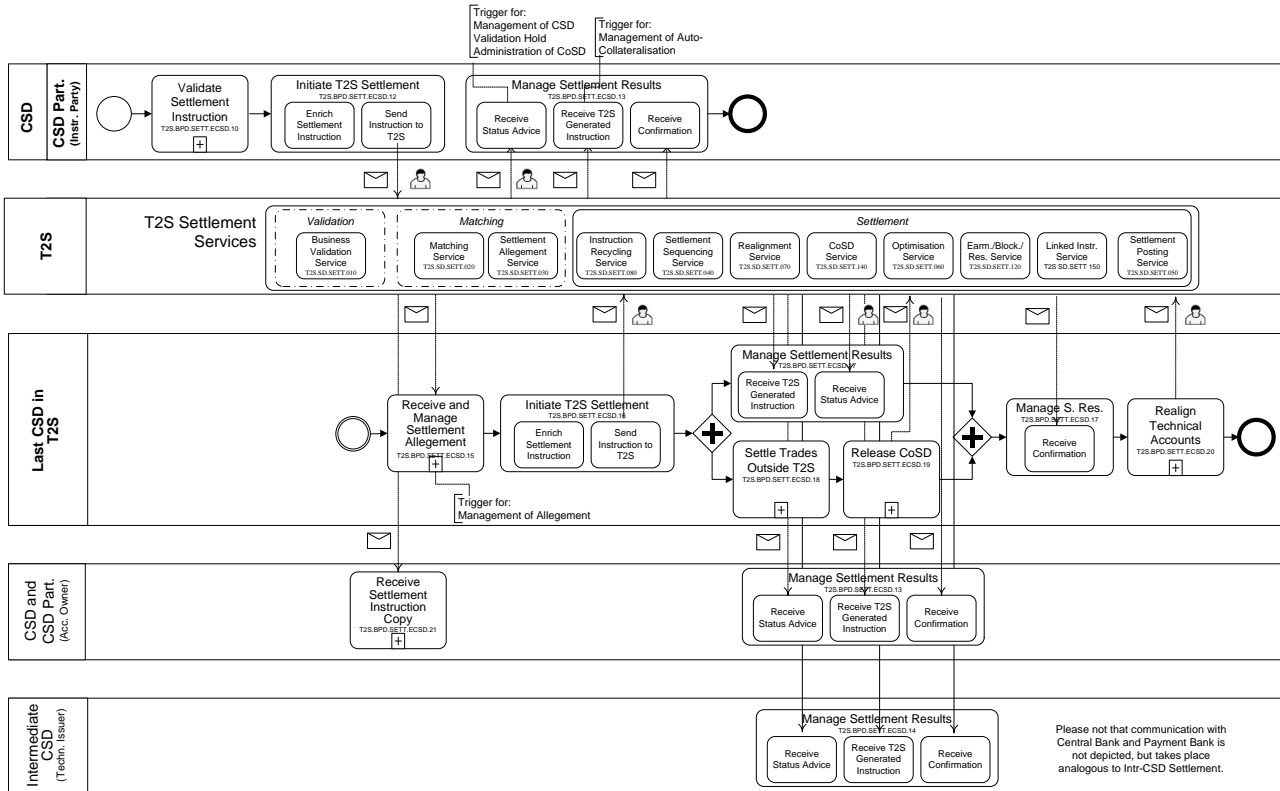 Trigger for:
Management of CSD
Validation Hold
Administration of CoSD
Trigger for:
Management of Auto-
Collateralisation
CSD
CSD Part.
(Instr. Party)
Validate
Settlement
Instruction
T2S.BPD.SETT.ECSD.10
Initiate T2S Settlement
T2S.BPD.SETT.ECSD.12
Enrich
Settlement
Instruction
Send
Instruction to
T2S
Manage Settlement Results
T2S.BPD.SETT.ECSD.13
Receive
Status Advice
Receive T2S
Generated
Instruction
Receive
Confirmation
T2S
T2S Settlement
Services
Validation
Business
Validation
Service
T2S.SD.SETT.010
Matching
Matching
Service
T2S.SD.SETT.020
Settlement
Allegement
Service
T2S.SD.SETT.030
Settlement
Instruction
Recycling
Service
T2S.SD.SETT.080
Settlement
Sequencing
Service
T2S.SD.SETT.040
Realignment
Service
T2S.SD.SETT.070
CoSD
Service
T2S.SD.SETT.140
Optimisation
Service
T2S.SD.SETT.060
Earm./Block./
Res. Service
T2S.SD.SETT.120
Linked Instr.
Service
T2S SD.SETT 150
Settlement
Posting
Service
T2S.SD.SETT.050
Last CSD in
T2S
Receive and
Manage
Settlement
Allegement
T2S.BPD.SETT.ECSD.15
Trigger for:
Management of Allegement
Initiate T2S Settlement
T2S.BPD.SETT.ECSD.16
Enrich
Settlement
Instruction
Send
Instruction to
T2S
Manage Settlement Results
Receive T2S
Generated
Instruction
Receive
Status Advice
Settle Trades
Outside T2S
T2S.BPD.SETT.ECSD.18
Release CoSD
T2S.BPD.SETT.ECSD.19
Manage S. Res.
T2S.BPD.SETT.ECSD.17
Receive
Confirmation
Realign
Technical
Accounts
T2S.BPD.SETT.ECSD.20
CSD and
CSD Part.
(Acc. Owner)
Receive
Settlement
Instruction
Copy
T2S.BPD.SETT.ECSD.21
Manage Settlement Results
T2S.BPD.SETT.ECSD.13
Receive
Status Advice
Receive T2S
Generated
Instruction
Receive
Confirmation
Intermediate
CSD
(Techn. Issuer)
Manage Settlement Results
T2S.BPD.SETT.ECSD.14
Receive
Status Advice
Receive T2S
Generated
Instruction
Receive
Confirmation
Please not that communication with
Central Bank and Payment Bank is
not depicted, but takes place
analogous to Intr-CSD Settlement.